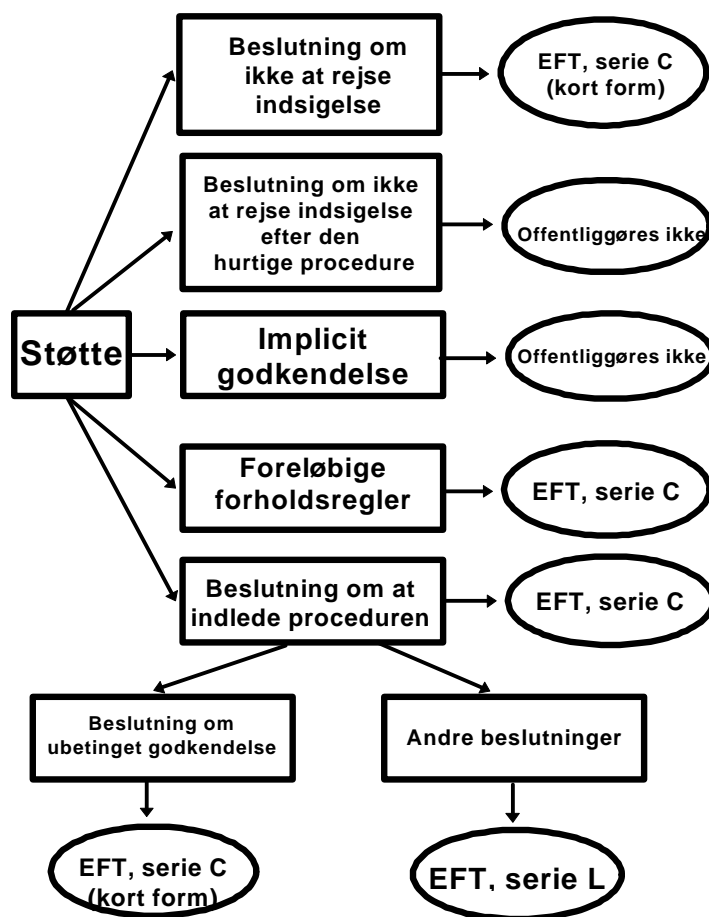 Beslutning om
ikke at rejse
indsigelse
EFT, serie C
(kort form)
Beslutning om ikke
at rejse indsigelse
efter den
hurtige procedure
Offentliggøres ikke
Støtte
Implicit
godkendelse
Offentliggøres ikke
Foreløbige
forholdsregler
EFT, serie C
Beslutning om at
indlede proceduren
EFT, serie C
Beslutning om
ubetinget godkendelse
Andre beslutninger
EFT, serie C
(kort form)
EFT, serie L